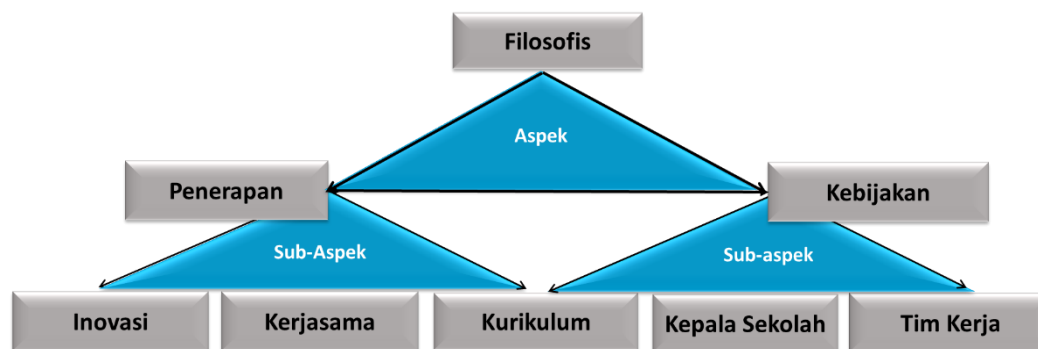 Filosofis
Aspek
Penerapan
Kebijakan
Sub-Aspek
Sub-aspek
Inovasi
Kerjasama
Kurikulum
Kepala Sekolah
Tim Kerja